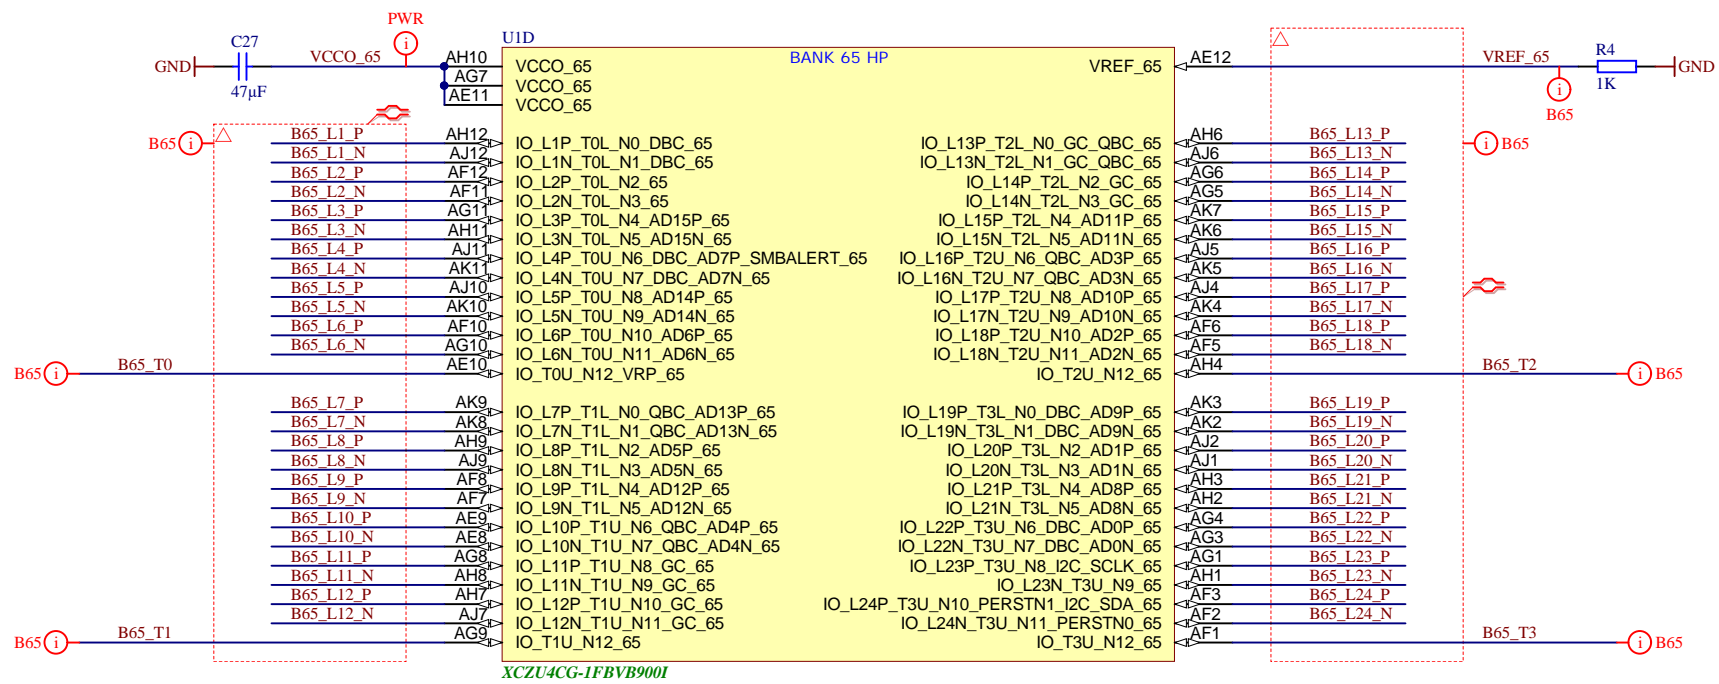 PWR
C27
GND
VCCO_65
47µF
U1D
BANK 65 HP
AH10
VCCO_65
AG7
VCCO_65
AE11
VCCO_65
VREF_65
AE12
VREF_65
R4
GND
1K
B65
B65
B65_L1_P AH12 IO_L1P_T0L_N0_DBC_65
B65_L1_N AJ12 IO_L1N_T0L_N1_DBC_65
B65_L2_P AF12 IO_L2P_T0L_N2_65
B65_L2_N AF11 IO_L2N_T0L_N3_65
B65_L3_P AG11 IO_L3P_T0L_N4_AD15P_65
B65_L3_N AH11 IO_L3N_T0L_N5_AD15N_65
B65_L4_P AJ11 IO_L4P_T0U_N6_DBC_AD7P_SMBALERT_65
B65_L4_N AK11 IO_L4N_T0U_N7_DBC_AD7N_65
B65_L5_P AJ10 IO_L5P_T0U_N8_AD14P_65
B65_L5_N AK10 IO_L5N_T0U_N9_AD14N_65
B65_L6_P AF10 IO_L6P_T0U_N10_AD6P_65
B65_L6_N AG10 IO_L6N_T0U_N11_AD6N_65
B65 B65_T0 AE10 IO_T0U_N12_VRP_65
B65_L7_P AK9 IO_L7P_T1L_N0_QBC_AD13P_65
B65_L7_N AK8 IO_L7N_T1L_N1_QBC_AD13N_65
B65_L8_P AH9 IO_L8P_T1L_N2_AD5P_65
B65_L8_N AJ9 IO_L8N_T1L_N3_AD5N_65
B65_L9_P AF8 IO_L9P_T1L_N4_AD12P_65
B65_L9_N AF7 IO_L9N_T1L_N5_AD12N_65
B65_L10_P AE9 IO_L10P_T1U_N6_QBC_AD4P_65
B65_L10_N AE8 IO_L10N_T1U_N7_QBC_AD4N_65
B65_L11_P AG8 IO_L11P_T1U_N8_GC_65
B65_L11_N AH8 IO_L11N_T1U_N9_GC_65
B65_L12_P AH7 IO_L12P_T1U_N10_GC_65
B65_L12_N AJ7 IO_L12N_T1U_N11_GC_65
B65 B65_T1 AG9 IO_T1U_N12_65
IO_L13P_T2L_N0_GC_QBC_65 AH6 B65_L13_P B65
IO_L13N_T2L_N1_GC_QBC_65 AJ6 B65_L13_N
IO_L14P_T2L_N2_GC_65 AG6 B65_L14_P
IO_L14N_T2L_N3_GC_65 AG5 B65_L14_N
IO_L15P_T2L_N4_AD11P_65 AK7 B65_L15_P
IO_L15N_T2L_N5_AD11N_65 AK6 B65_L15_N
IO_L16P_T2U_N6_QBC_AD3P_65 AJ5 B65_L16_P
IO_L16N_T2U_N7_QBC_AD3N_65 AK5 B65_L16_N
IO_L17P_T2U_N8_AD10P_65 AJ4 B65_L17_P
IO_L17N_T2U_N9_AD10N_65 AK4 B65_L17_N
IO_L18P_T2U_N10_AD2P_65 AF6 B65_L18_P
IO_L18N_T2U_N11_AD2N_65 AF5 B65_L18_N
IO_T2U_N12_65 AH4 B65_T2 B65
IO_L19P_T3L_N0_DBC_AD9P_65 AK3 B65_L19_P
IO_L19N_T3L_N1_DBC_AD9N_65 AK2 B65_L19_N
IO_L20P_T3L_N2_AD1P_65 AJ2 B65_L20_P
IO_L20N_T3L_N3_AD1N_65 AJ1 B65_L20_N
IO_L21P_T3L_N4_AD8P_65 AH3 B65_L21_P
IO_L21N_T3L_N5_AD8N_65 AH2 B65_L21_N
IO_L22P_T3U_N6_DBC_AD0P_65 AG4 B65_L22_P
IO_L22N_T3U_N7_DBC_AD0N_65 AG3 B65_L22_N
IO_L23P_T3U_N8_I2C_SCLK_65 AG1 B65_L23_P
IO_L23N_T3U_N9_65 AH1 B65_L23_N
IO_L24P_T3U_N10_PERSTN1_I2C_SDA_65 AF3 B65_L24_P
IO_L24N_T3U_N11_PERSTN0_65 AF2 B65_L24_N
IO_T3U_N12_65 AF1 B65_T3 B65
XCZU4CG-1FBVB900I